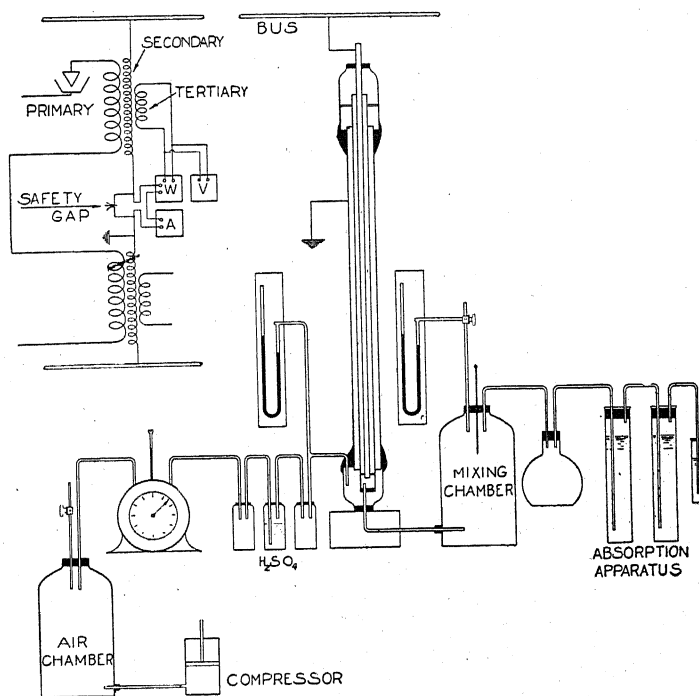 BUS
SECONDARY
PRIMARY
TERTIARY
W
V
SAFETY
GAP
A
MIXING
CHAMBER
H₂SO₄
ABSORPTION
APPARATUS
AIR
CHAMBER
COMPRESSOR